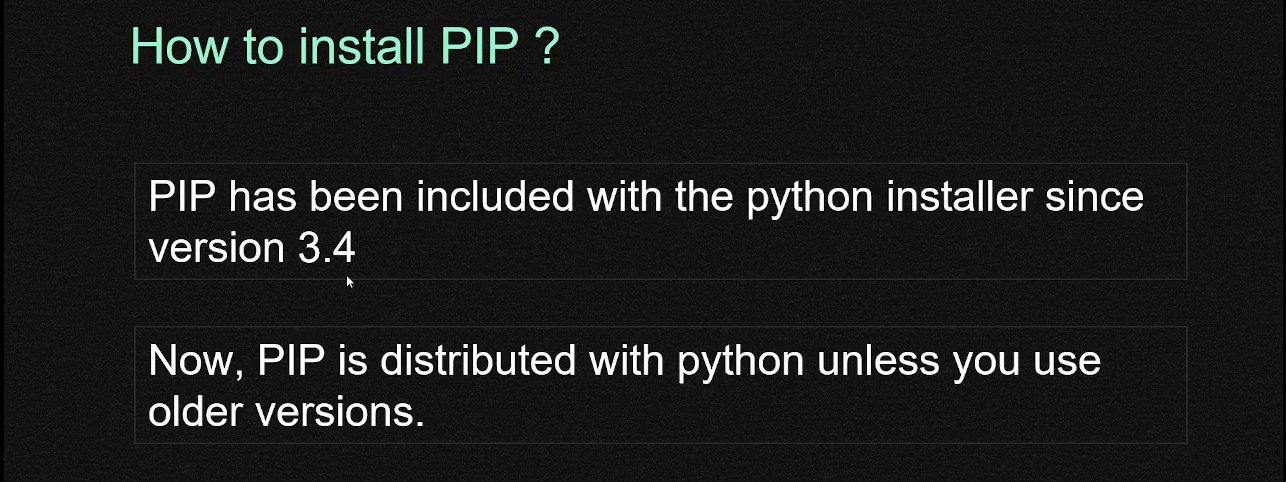 How to install PIP ?
PIP has been included with the python installer since
version 3.4
Now, PIP is distributed with python unless you use
older versions.